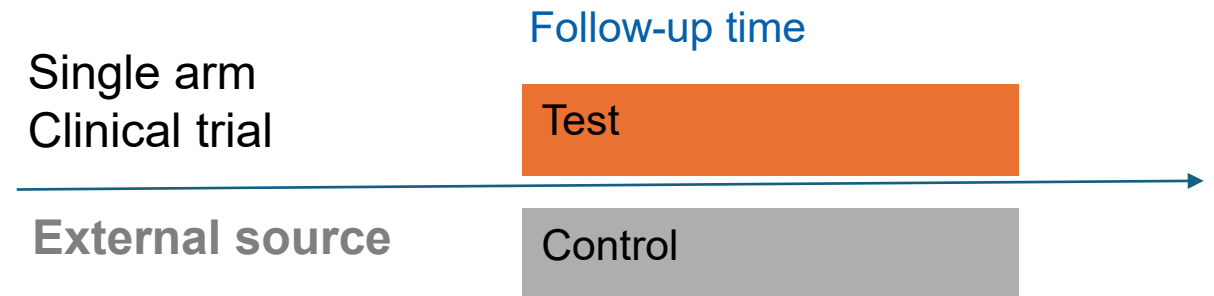 Follow-up time
Single arm
Clinical trial
Test
External source
Control